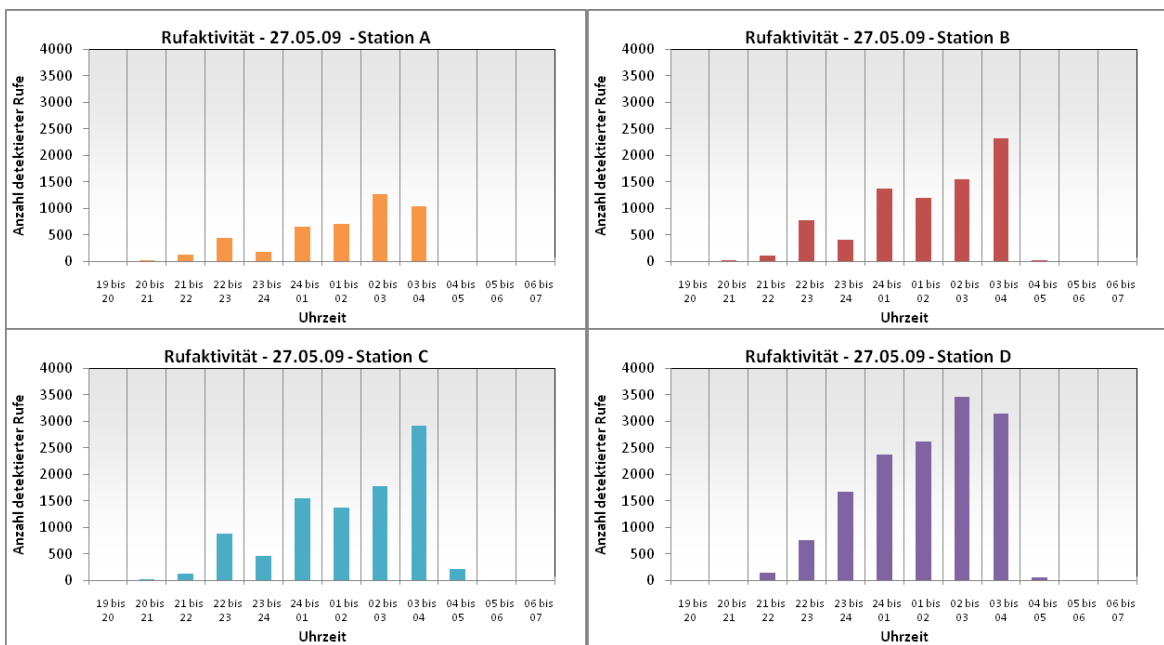 Rufaktivität - 27.05.09 - Station A
Anzahl detektierter Rufe
4000
3500
3000
2500
2000
1500
1000
500
0
19 bis 20 bis 21 bis 22 bis 23 bis 24 bis 01 bis 02 bis 03 bis 04 bis 05 bis 06 bis
20 21 22 23 24 01 02 03 04 05 06 07
Uhrzeit
Rufaktivität - 27.05.09 - Station B
Anzahl detektierter Rufe
4000
3500
3000
2500
2000
1500
1000
500
0
19 bis 20 bis 21 bis 22 bis 23 bis 24 bis 01 bis 02 bis 03 bis 04 bis 05 bis 06 bis
20 21 22 23 24 01 02 03 04 05 06 07
Uhrzeit
Rufaktivität - 27.05.09 - Station C
Anzahl detektierter Rufe
4000
3500
3000
2500
2000
1500
1000
500
0
19 bis 20 bis 21 bis 22 bis 23 bis 24 bis 01 bis 02 bis 03 bis 04 bis 05 bis 06 bis
20 21 22 23 24 01 02 03 04 05 06 07
Uhrzeit
Rufaktivität - 27.05.09 - Station D
Anzahl detektierter Rufe
4000
3500
3000
2500
2000
1500
1000
500
0
19 bis 20 bis 21 bis 22 bis 23 bis 24 bis 01 bis 02 bis 03 bis 04 bis 05 bis 06 bis
20 21 22 23 24 01 02 03 04 05 06 07
Uhrzeit